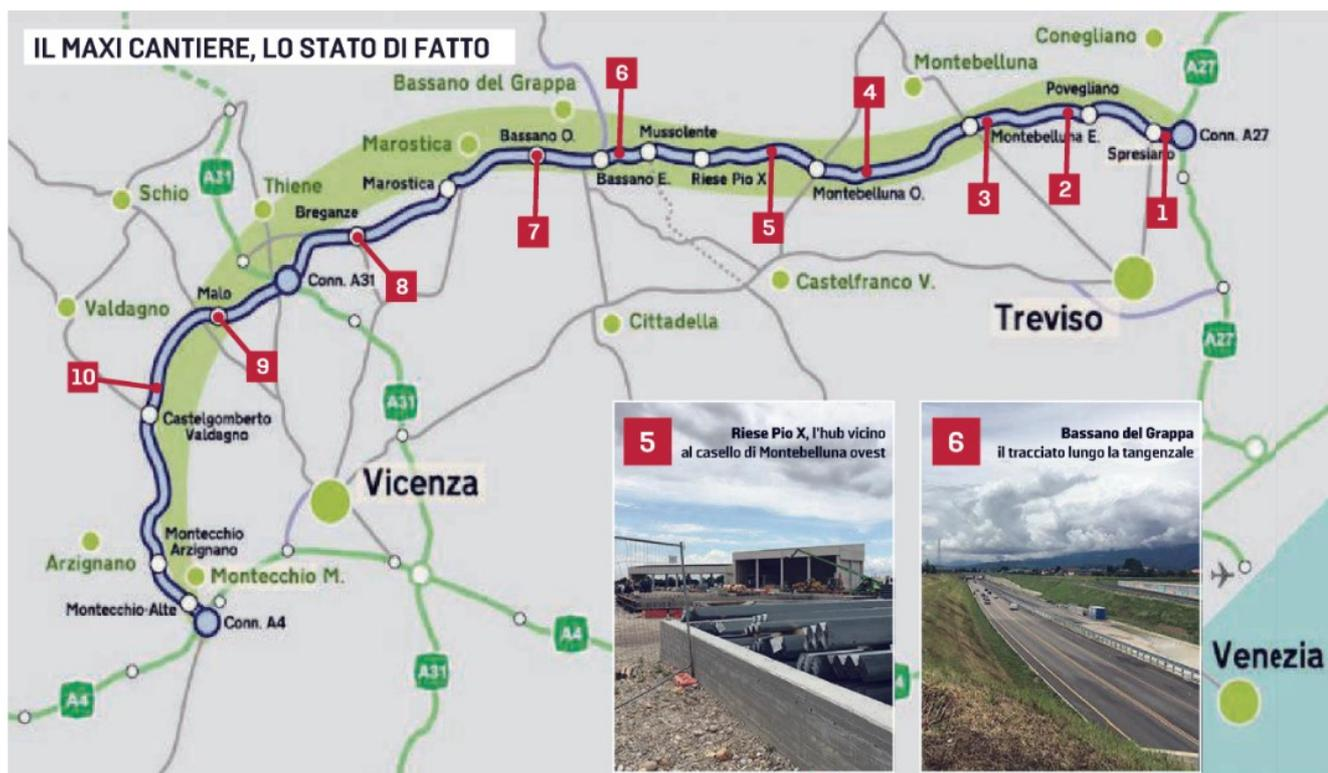 IL MAXI CANTIERE, LO STATO DI FATTO
Conegliano
A27
Montebelluna
Povegliano
Bassano del Grappa
6
4
Marostica
Bassano O.
Mussolente
Montebelluna E.
Conn. A27
Spresiano
A31
Schio
Thiene
Marostica
Bassano E.
Riese Pio X
Montebelluna O.
3
2
1
Breganze
7
5
8
Conn. A31
Castelfranco V.
Valdagno
Malo
Cittadella
Treviso
9
A27
10
A31
Castelgomberto
Valdagno
Vicenza
5
Riese Pio X, l'hub vicino
al casello di Montebelluna ovest
6
Bassano del Grappa
il tracciato lungo la tangenzale
Montecchio
Arzignano
Arzignano
Montecchio M.
Montecchio Alte
Conn. A4
A4
A31
A4
Venezia